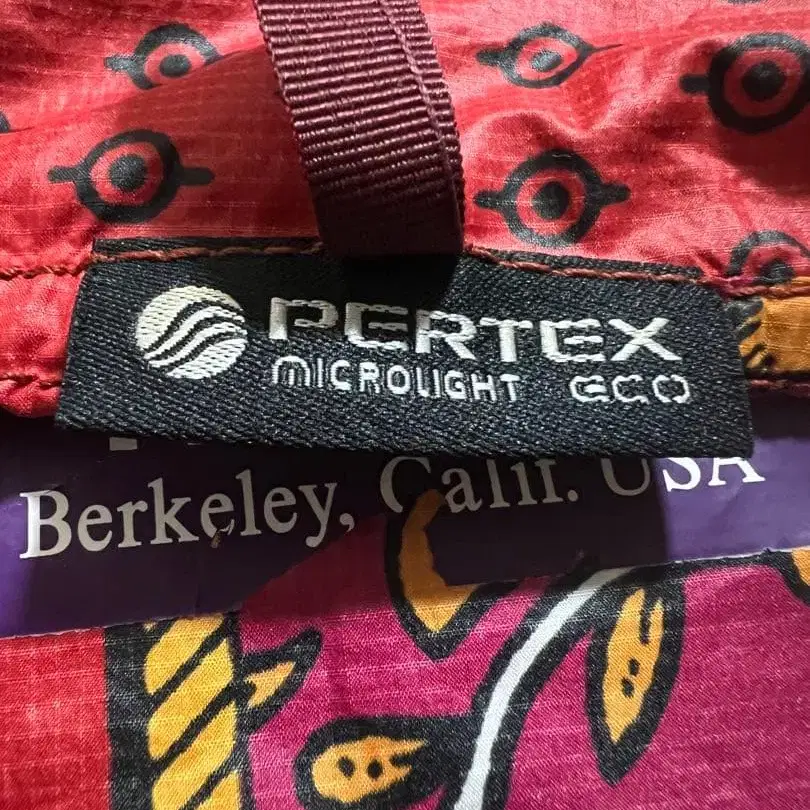 PERTEX
MICROLIGHT ECO
Berkeley, Calif. USA